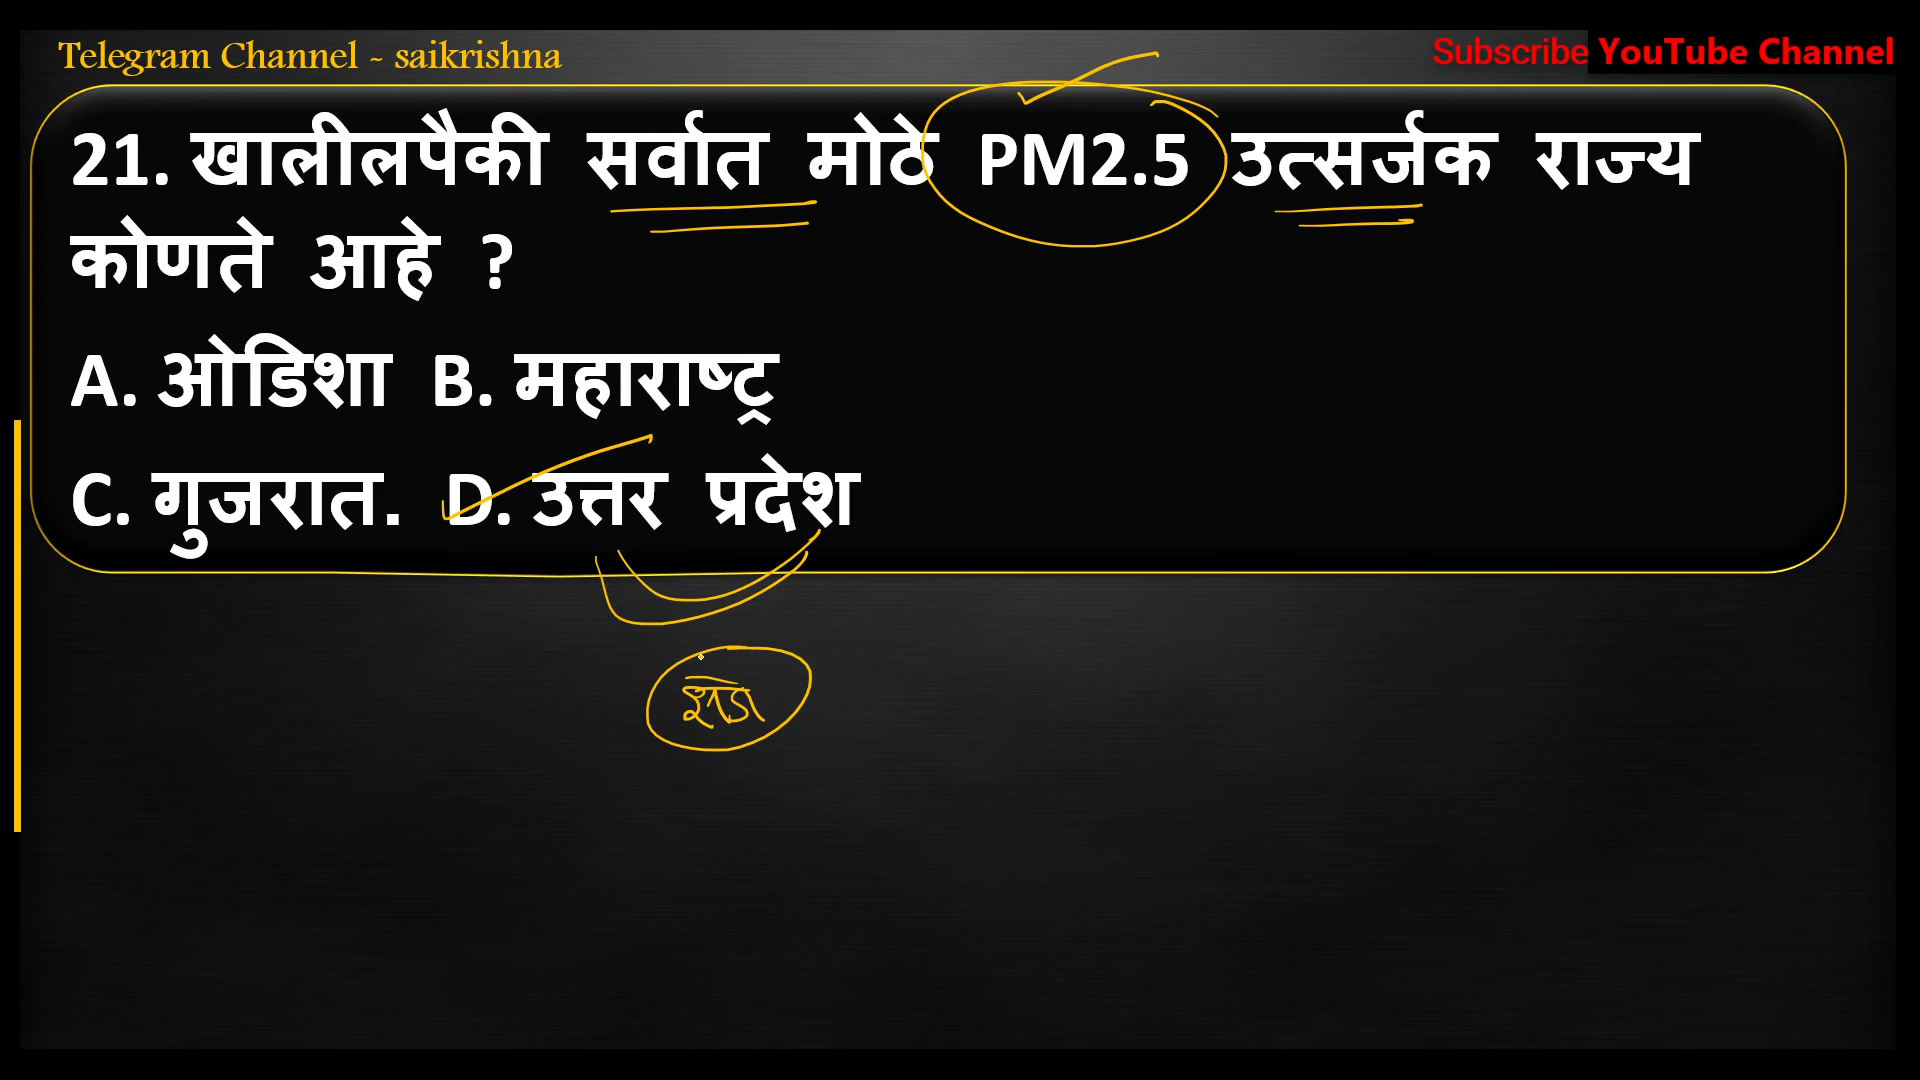 Telegram Channel - saikrishna
Subscribe YouTube Channel
21. खालीलपैकी सर्वात मोठे PM2.5 उत्सर्जक राज्य
कोणते आहे ?
A. ओडिशा B. महाराष्ट्र
C. गुजरात. D. उत्तर प्रदेश